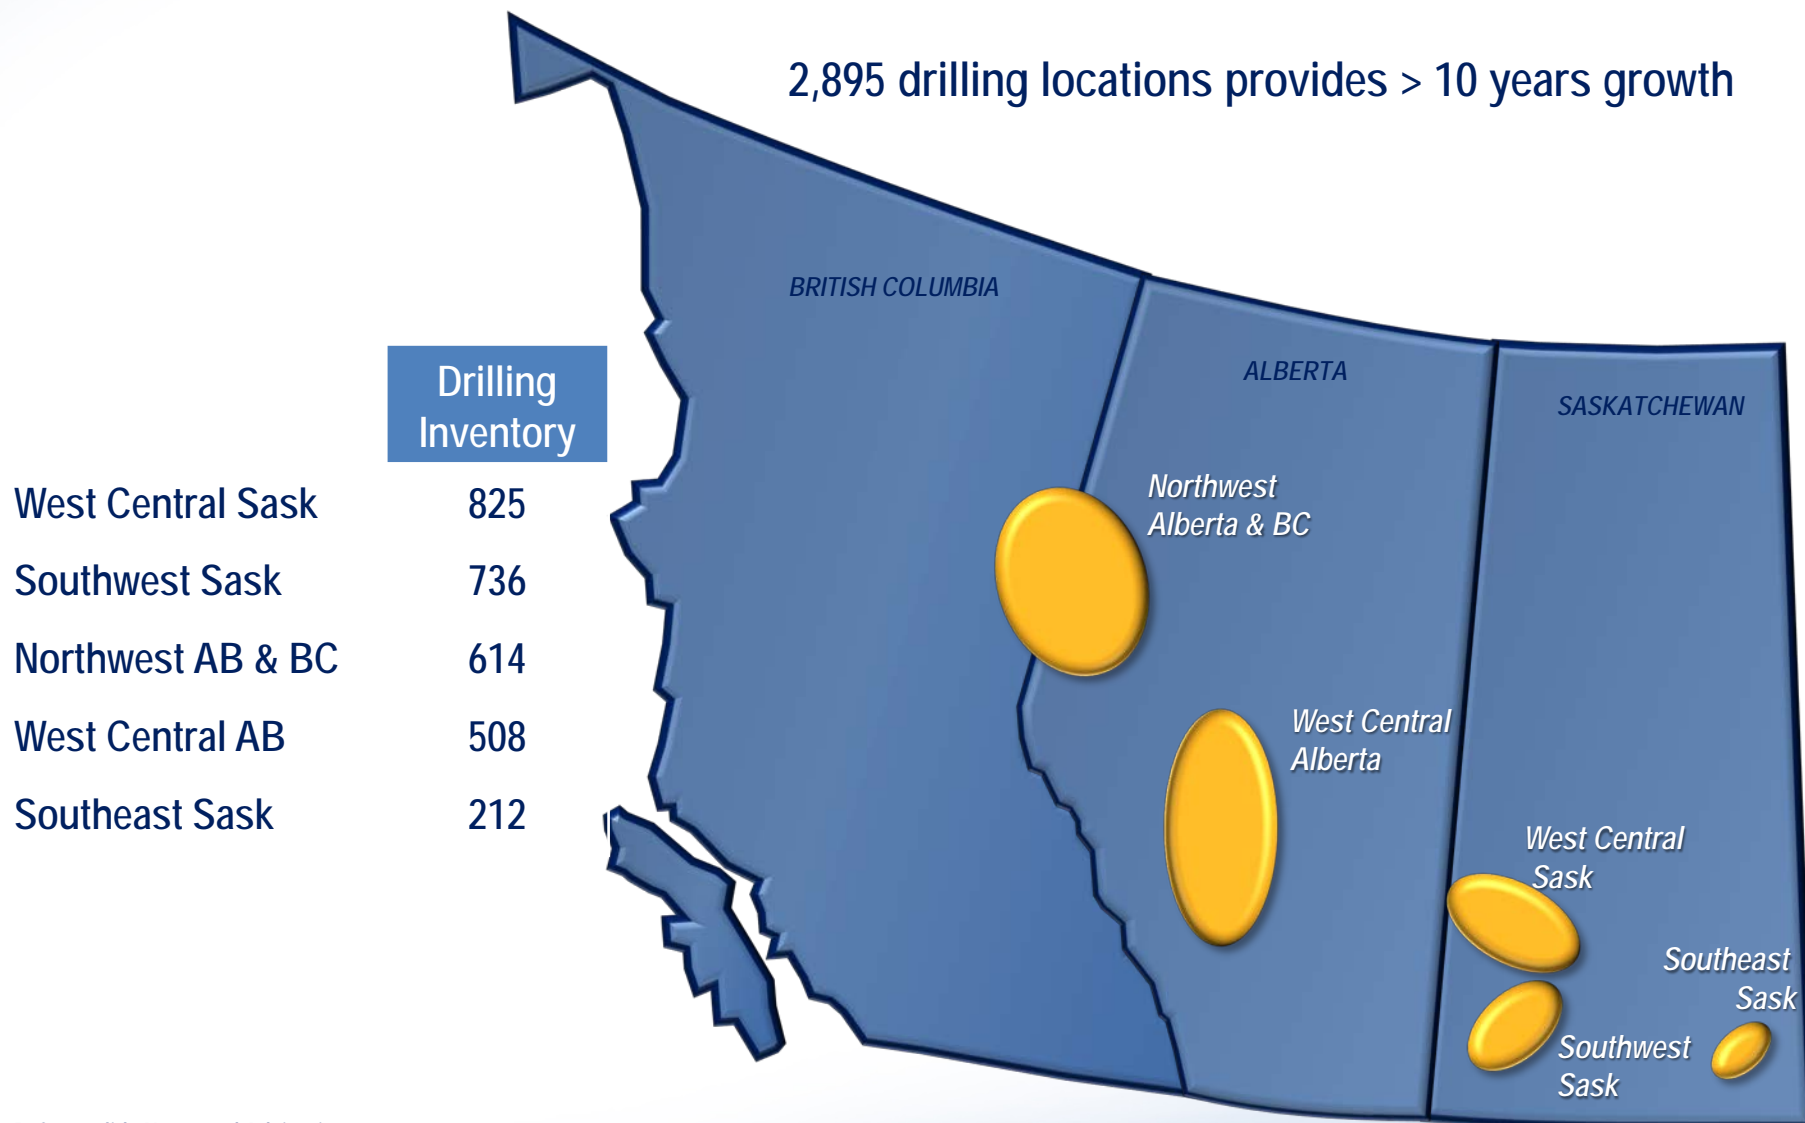 2,895 drilling locations provides > 10 years growth
BRITISH COLUMBIA
ALBERTA
SASKATCHEWAN
Drilling
Inventory
West Central Sask 825
Southwest Sask 736
Northwest AB & BC 614
West Central AB 508
Southeast Sask 212
Northwest
Alberta & BC
West Central
Alberta
West Central
Sask
Southeast
Sask
Southwest
Sask